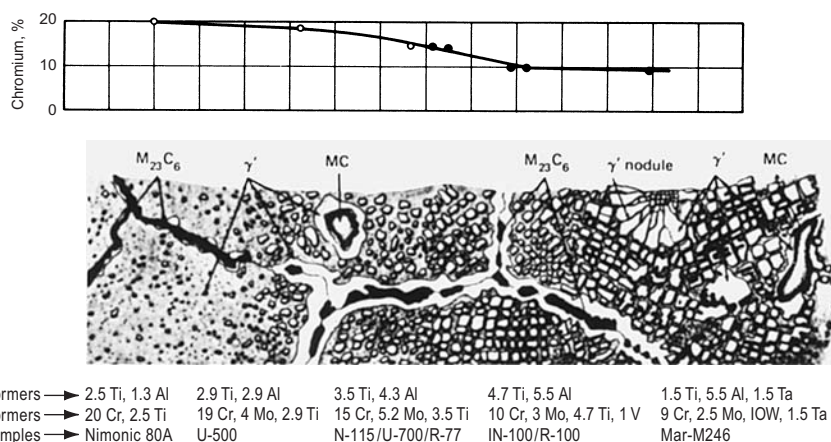 20
10
0
Chromium, %
M23C6 γ' MC M23C6 γ' nodule γ' MC
ormers → 2.5 Ti, 1.3 Al 2.9 Ti, 2.9 Al 3.5 Ti, 4.3 Al 4.7 Ti, 5.5 Al 1.5 Ti, 5.5 Al, 1.5 Ta
ormers → 20 Cr, 2.5 Ti 19 Cr, 4 Mo, 2.9 Ti 15 Cr, 5.2 Mo, 3.5 Ti 10 Cr, 3 Mo, 4.7 Ti, 1 V 9 Cr, 2.5 Mo, IOW, 1.5 Ta
mples → Nimonic 80A U-500 N-115/U-700/R-77 IN-100/R-100 Mar-M246